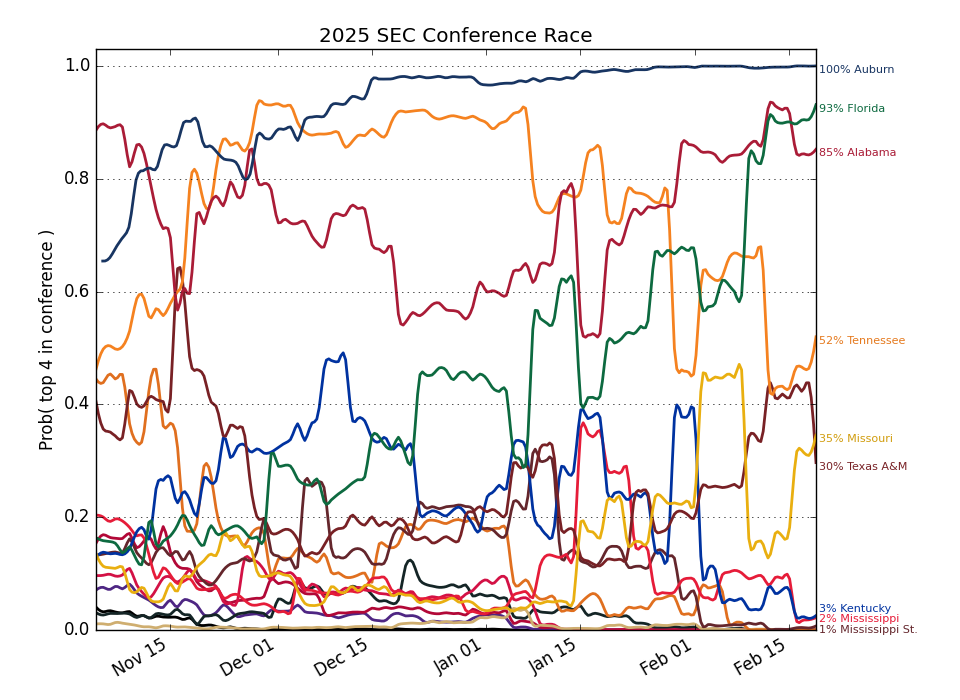 2025 SEC Conference Race
Prob( top 4 in conference )
1.0
0.8
0.6
0.4
0.2
0.0
Nov 15
Dec 01
Dec 15
Jan 01
Jan 15
Feb 01
Feb 15
100% Auburn
93% Florida
85% Alabama
52% Tennessee
35% Missouri
30% Texas A&M
3% Kentucky
2% Mississippi
1% Mississippi St.